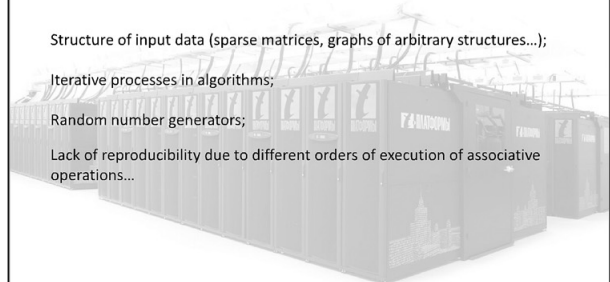 Structure of input data (sparse matrices, graphs of arbitrary structures…);
Iterative processes in algorithms;
Random number generators;
Lack of reproducibility due to different orders of execution of associative
operations…
Т-ПЛАТФОРМЫ